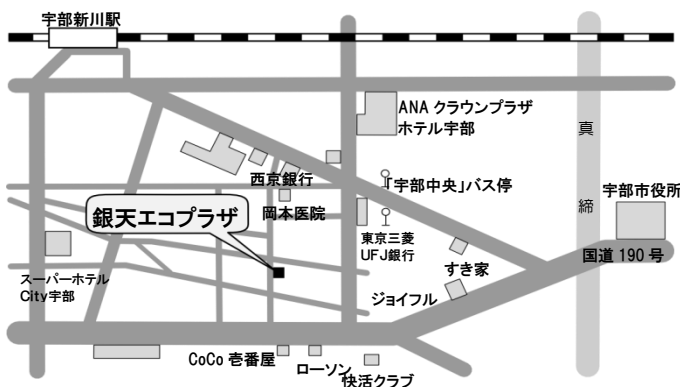 宇部新川駅
ANA クラウンプラザ
ホテル宇部
真
締
西京銀行
「宇部中央」バス停
宇部市役所
岡本医院
銀天エコプラザ
東京三菱
UFJ銀行
国道 190 号
すき家
スーパーホテル
City宇部
ジョイフル
CoCo 壱番屋
ローソン
快活クラブ